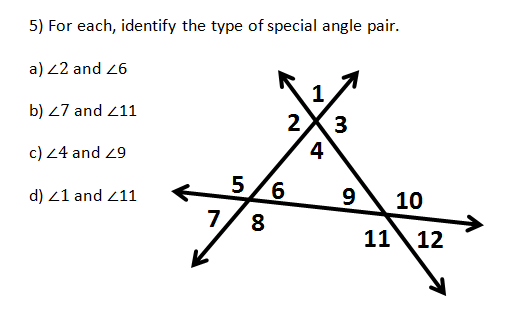 5) For each, identify the type of special angle pair.
a) ∠2 and ∠6
b) ∠7 and ∠11
c) ∠4 and ∠9
d) ∠1 and ∠11
1
2 3
4
5 6 9 10
7 8 11 12